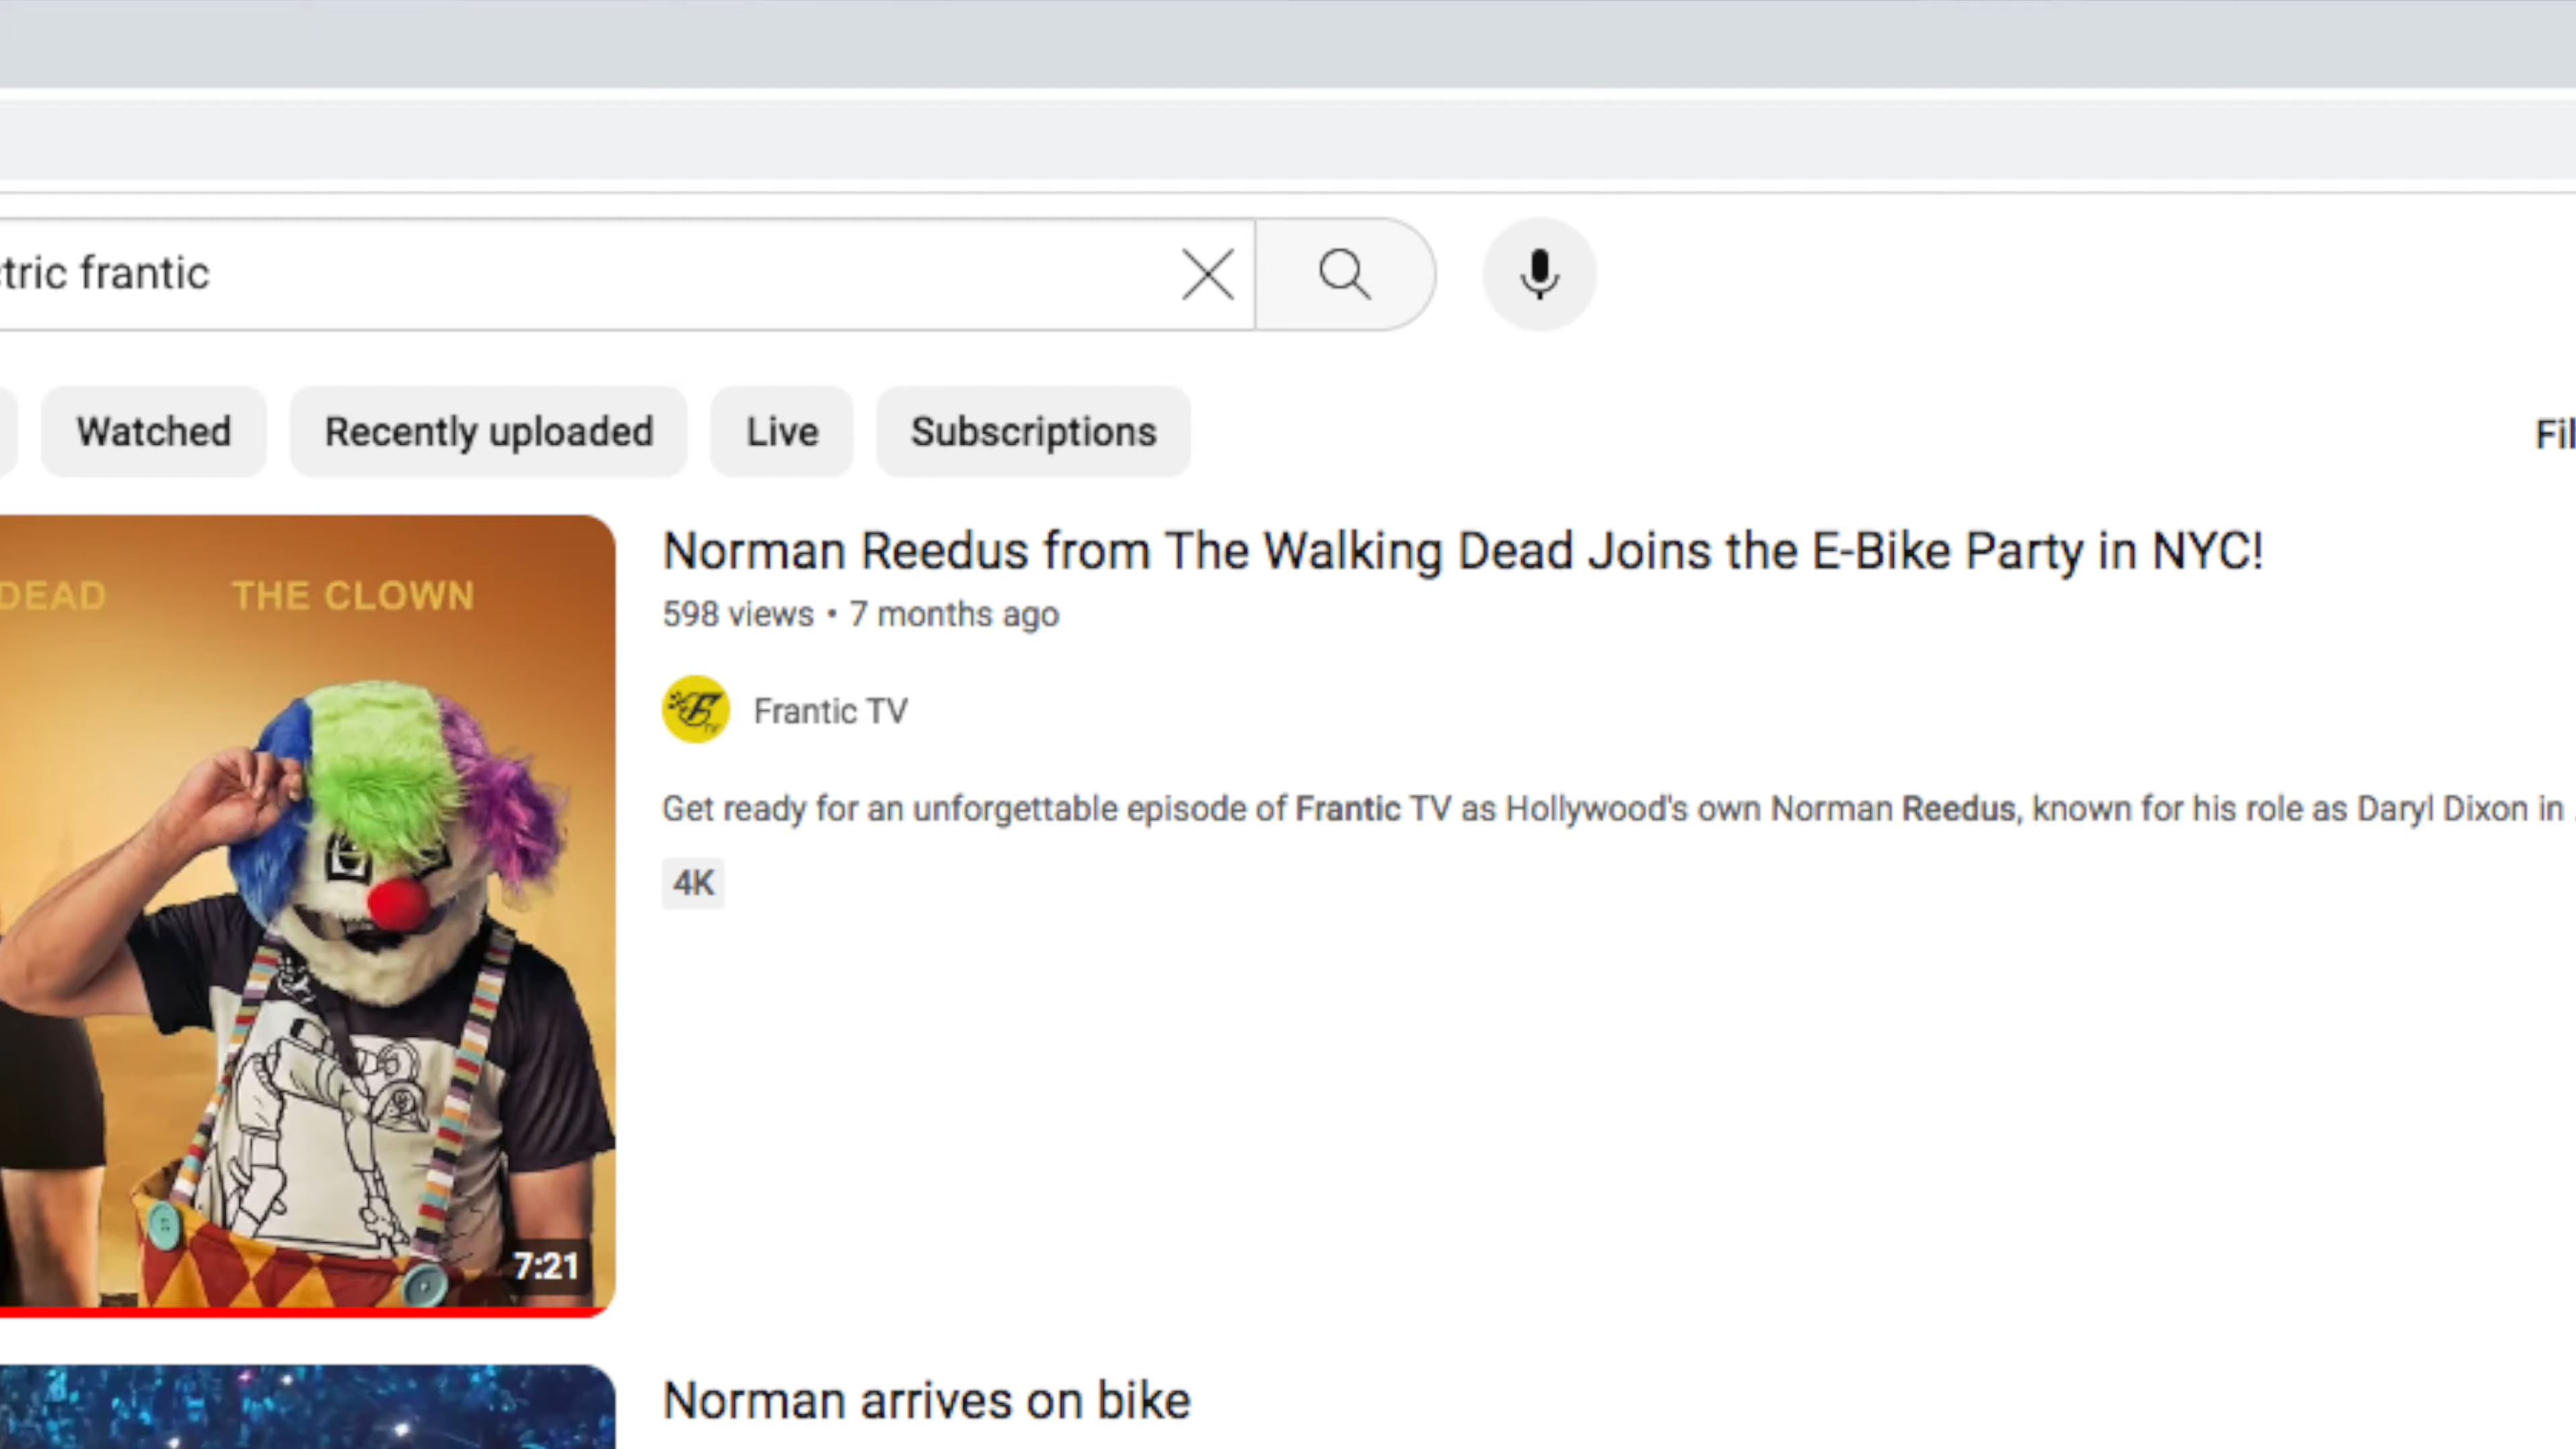 tric frantic
Watched
Recently uploaded
Live
Subscriptions
Fil
DEAD
THE CLOWN
7:21
Norman Reedus from The Walking Dead Joins the E-Bike Party in NYC!
598 views • 7 months ago
Frantic TV
Get ready for an unforgettable episode of Frantic TV as Hollywood's own Norman Reedus, known for his role as Daryl Dixon in
4K
Norman arrives on bike